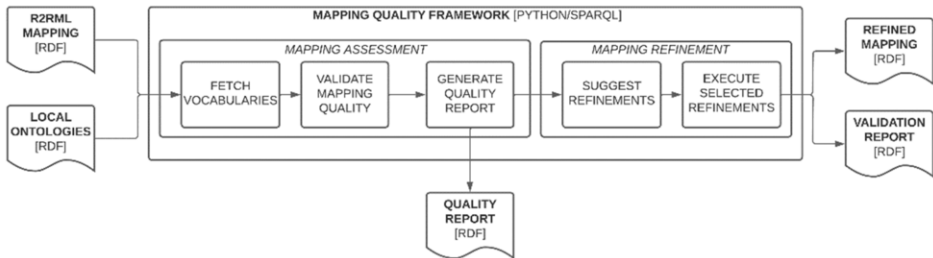 R2RML
MAPPING
[RDF]
LOCAL
ONTOLOGIES
[RDF]
MAPPING QUALITY FRAMEWORK [PYTHON/SPARQL]
MAPPING ASSESSMENT
FETCH
VOCABULARIES
VALIDATE
MAPPING
QUALITY
GENERATE
QUALITY
REPORT
MAPPING REFINEMENT
SUGGEST
REFINEMENTS
EXECUTE
SELECTED
REFINEMENTS
REFINED
MAPPING
[RDF]
VALIDATION
REPORT
[RDF]
QUALITY
REPORT
[RDF]